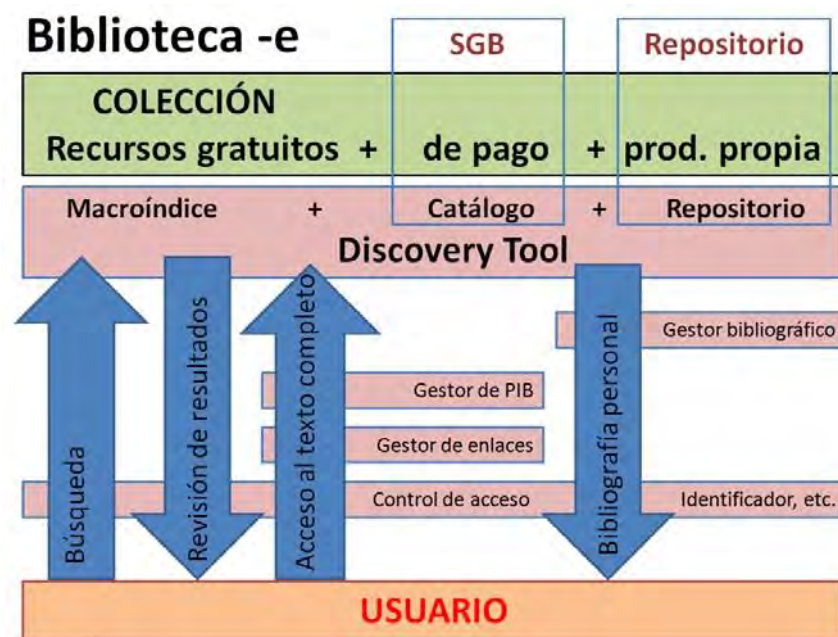 Biblioteca -e
SGB
Repositorio
COLECCIÓN
Recursos gratuitos + de pago + prod. propia
Macroíndice + Catálogo + Repositorio
Discovery Tool
Búsqueda
Revisión de resultados
Acceso al texto completo
Bibliografía personal
Gestor bibliográfico
Gestor de PIB
Gestor de enlaces
Control de acceso
Identificador, etc.
USUARIO